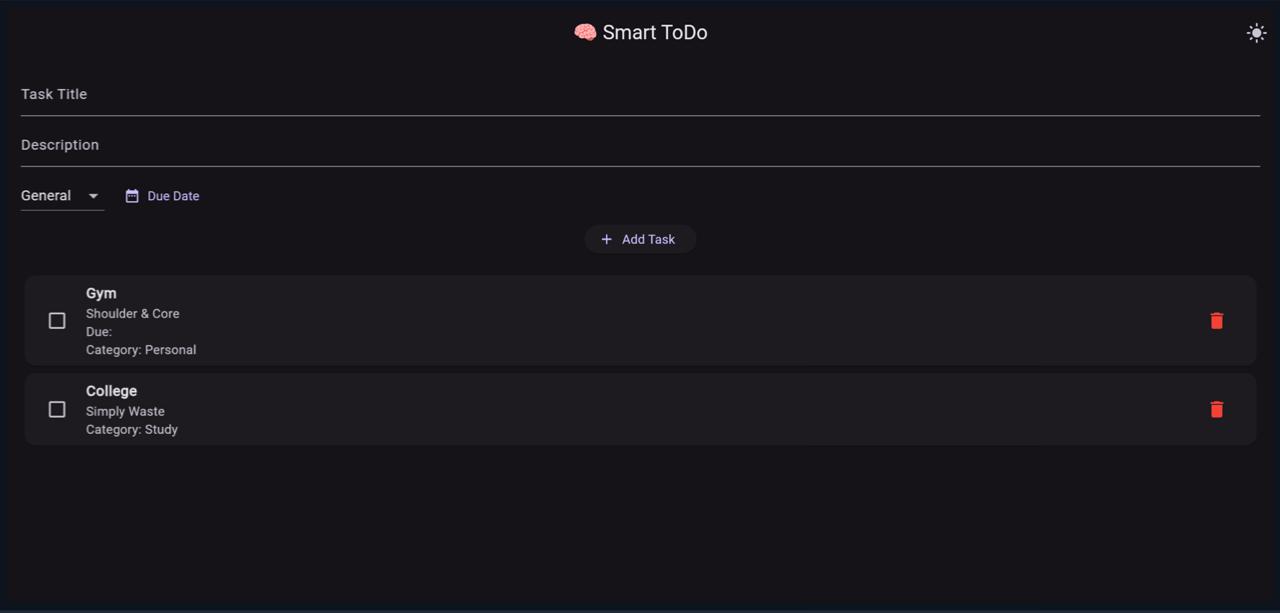 🧠 Smart ToDo
Task Title
Description
General
Due Date
+ Add Task
Gym
Shoulder & Core
Due:
Category: Personal
College
Simply Waste
Category: Study